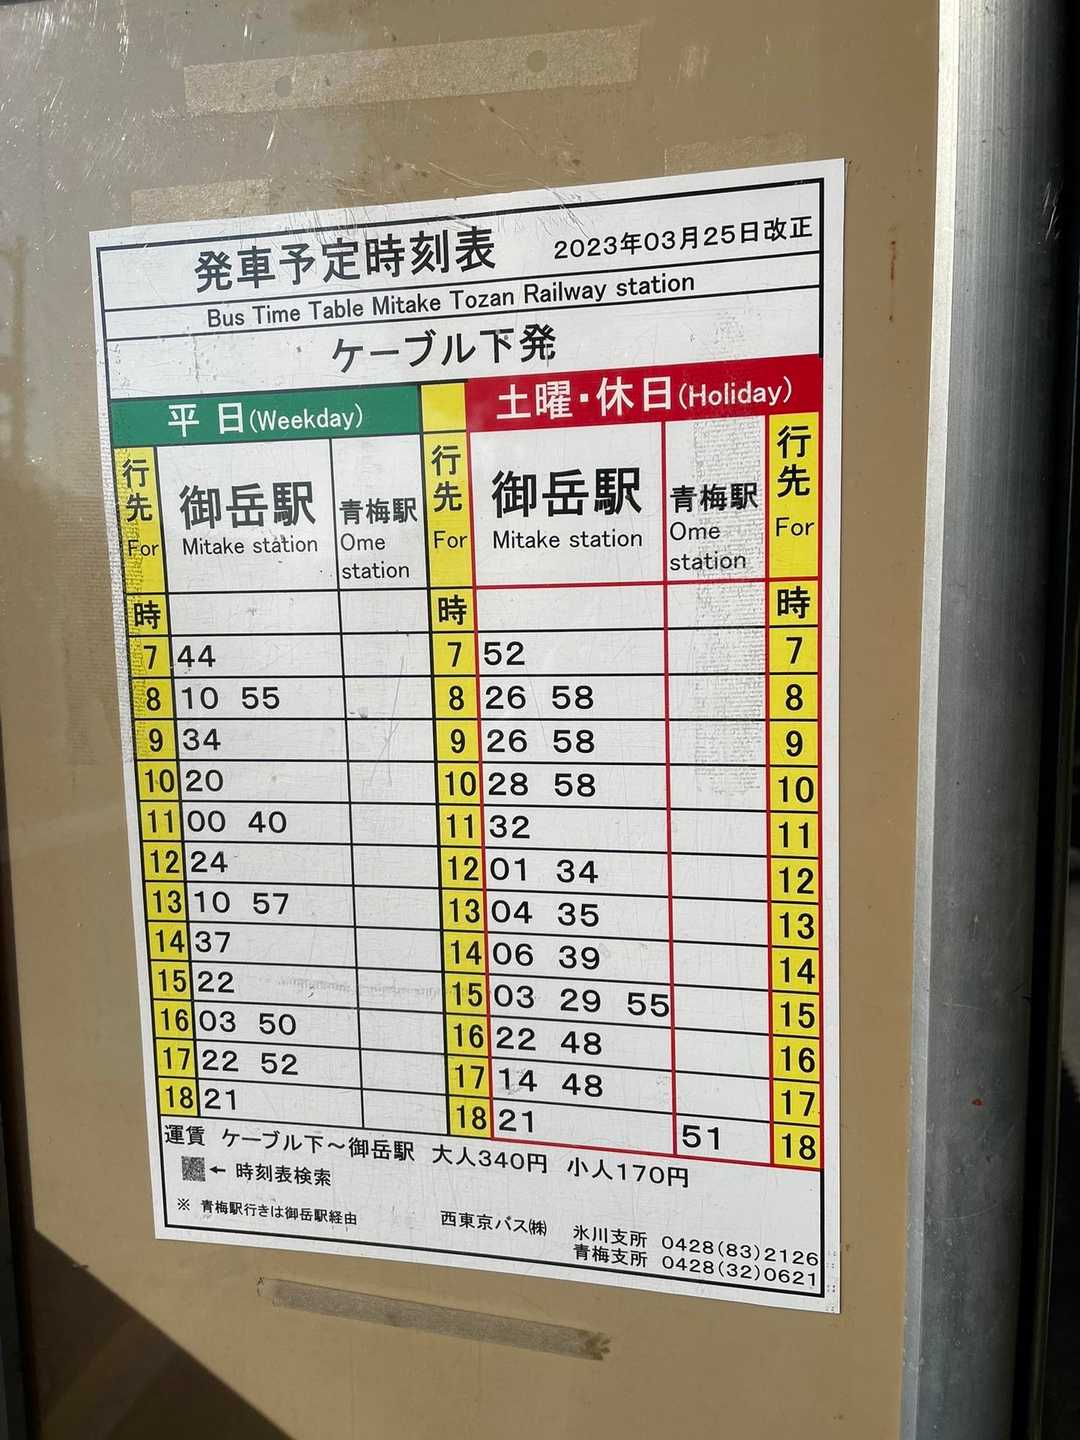 発車予定時刻表 2023年03月25日改正
Bus Time Table Mitake Tozan Railway station
ケーブル下発
平 日(Weekday) 土曜・休日(Holiday)
行先 For 御岳駅 Mitake station 青梅駅 Ome station 行先 For 御岳駅 Mitake station 青梅駅 Ome station 行先 For
時 時 時
7 44 7 52 7
8 10 55 8 26 58 8
9 34 9 26 58 9
10 20 10 28 58 10
11 00 40 11 32 11
12 24 12 01 34 12
13 10 57 13 04 35 13
14 37 14 06 39 14
15 22 15 03 29 55 15
16 03 50 16 22 48 16
17 22 52 17 14 48 17
18 21 18 21 51 18
運賃 ケーブル下～御岳駅 大人340円 小人170円
← 時刻表検索
※ 青梅駅行きは御岳駅経由
西東京バス㈱ 氷川支所 0428(83)2126
青梅支所 0428(32)0621